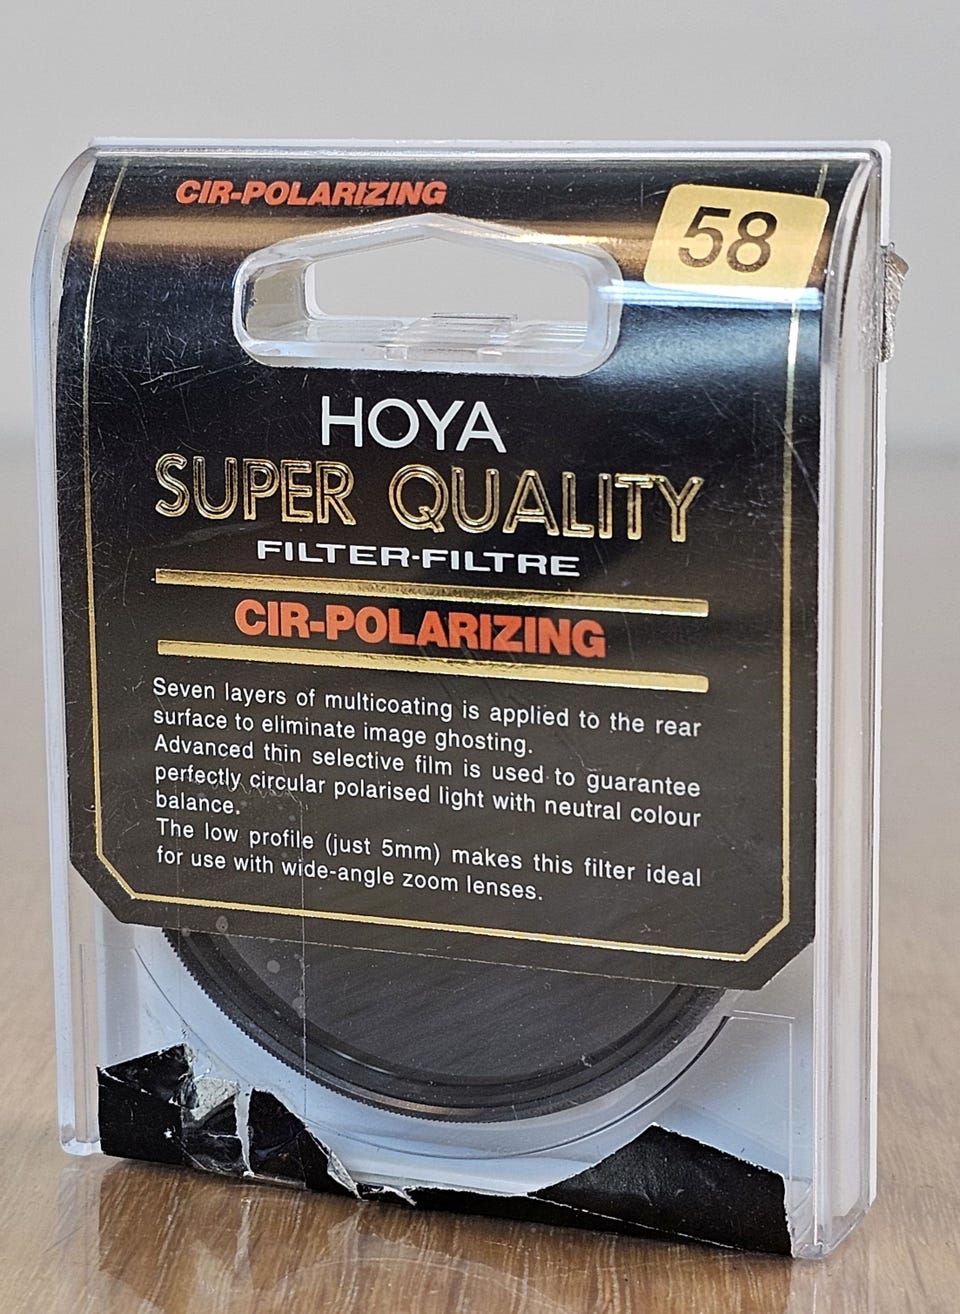 CIR-POLARIZING
58
HOYA
SUPER QUALITY
FILTER-FILTRE
CIR-POLARIZING
Seven layers of multicoating is applied to the rear
surface to eliminate image ghosting.
Advanced thin selective film is used to guarantee
perfectly circular polarised light with neutral colour
balance.
The low profile (just 5mm) makes this filter ideal
for use with wide-angle zoom lenses.